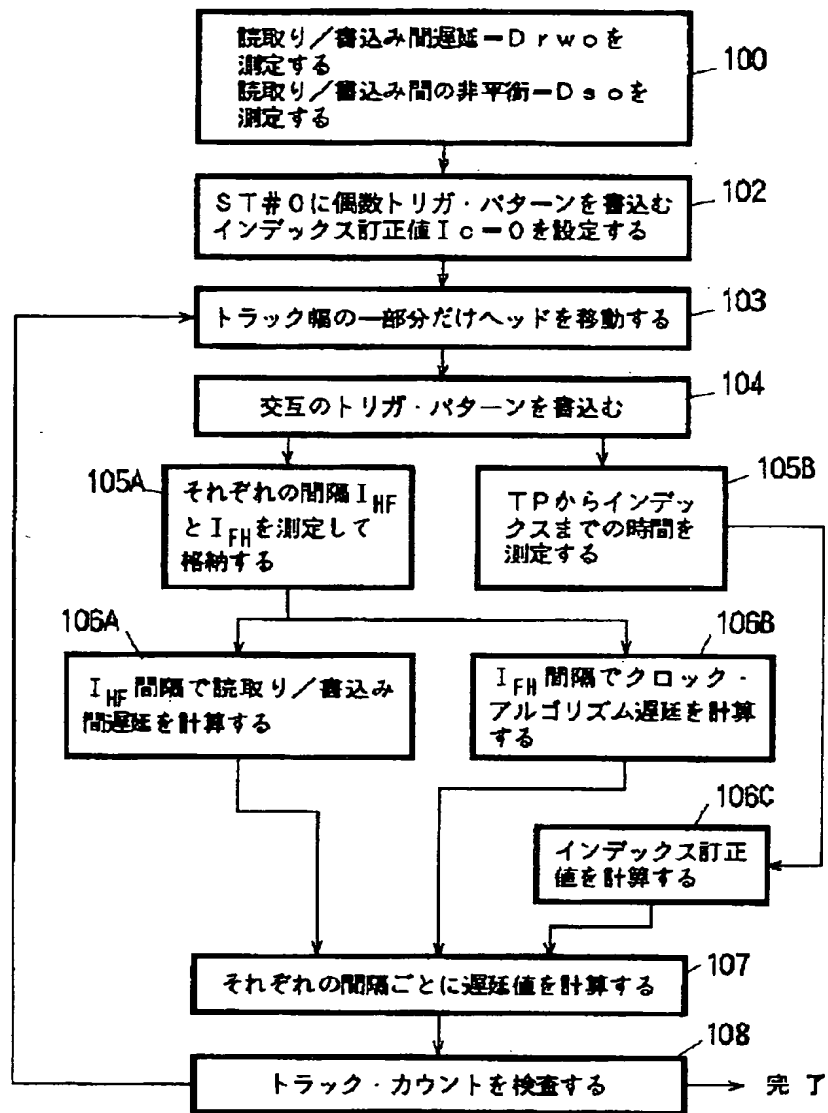 読取り/書込み間遅延－Drwoを
測定する
読取り/書込み間の非平衡－Dsoを
測定する
100
ST#0に偶数トリガ・パターンを書込む
インデックス訂正値Ic－0を設定する
102
トラック幅の一部分だけヘッドを移動する
103
交互のトリガ・パターンを書込む
104
105A
それぞれの間隔IHF
とIFHを測定して
格納する
105B
TPからインデ
ックスまでの時間を
測定する
106A
IHF間隔で読取り/書込み
間遅延を計算する
106B
IFH間隔でクロック・
アルゴリズム遅延を計算
する
106C
インデックス訂正
値を計算する
それぞれの間隔ごとに遅延値を計算する
107
トラック・カウントを検査する
108
完了